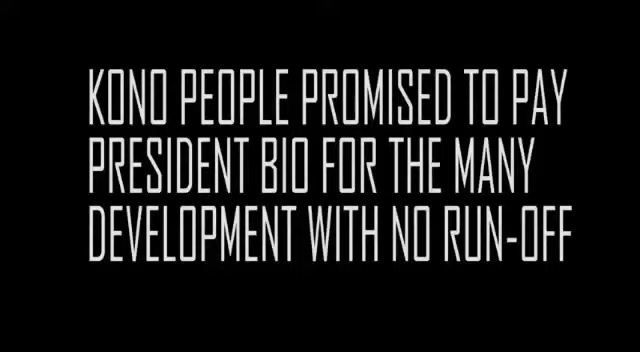 KONO PEOPLE PROMISED TO PAY
PRESIDENT BIO FOR THE MANY
DEVELOPMENT WITH NO RUN-OFF